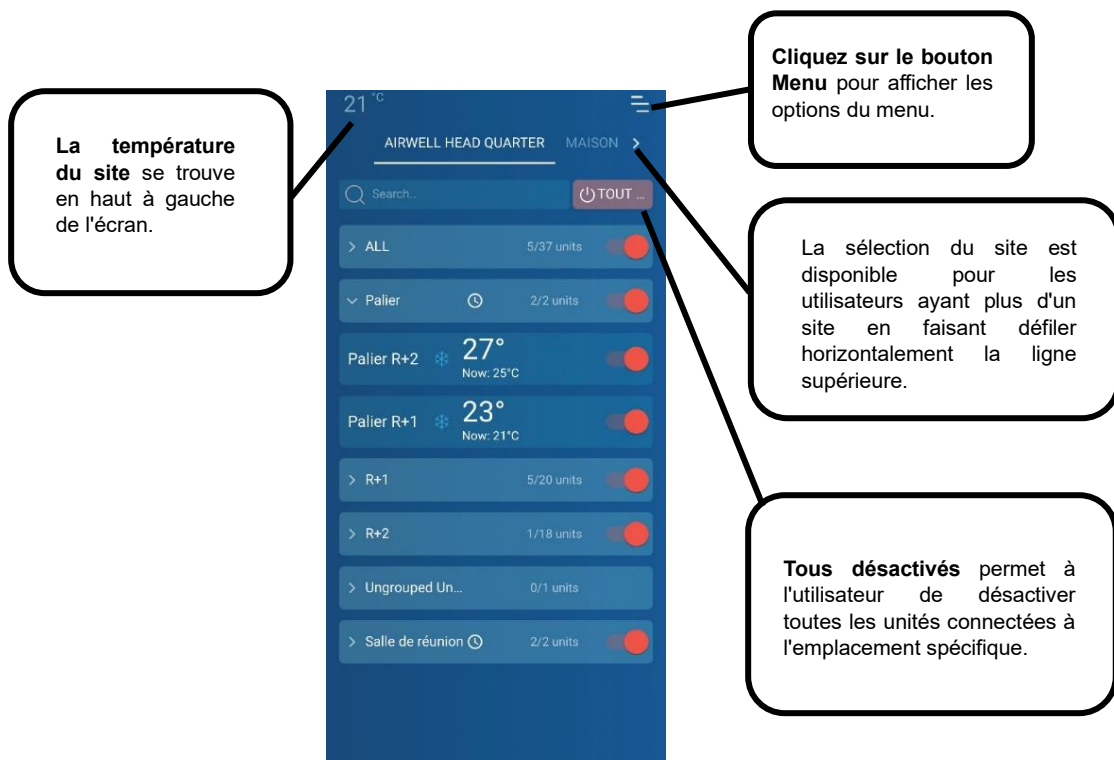 Cliquez sur le bouton
Menu pour afficher les
options du menu.
La température
du site se trouve
en haut à gauche
de l'écran.
21 °C
AIRWELL HEAD QUARTER MAISON >
Search..
TOUT ...
> ALL 5/37 units
Palier 2/2 units
Palier R+2 27°
Now: 25°C
Palier R+1 23°
Now: 21°C
> R+1 5/20 units
> R+2 1/18 units
> Ungrouped Un... 0/1 units
> Salle de réunion 2/2 units
La sélection du site est
disponible pour les
utilisateurs ayant plus d'un
site en faisant défiler
horizontalement la ligne
supérieure.
Tous désactivés permet à
l'utilisateur de désactiver
toutes les unités connectées à
l'emplacement spécifique.